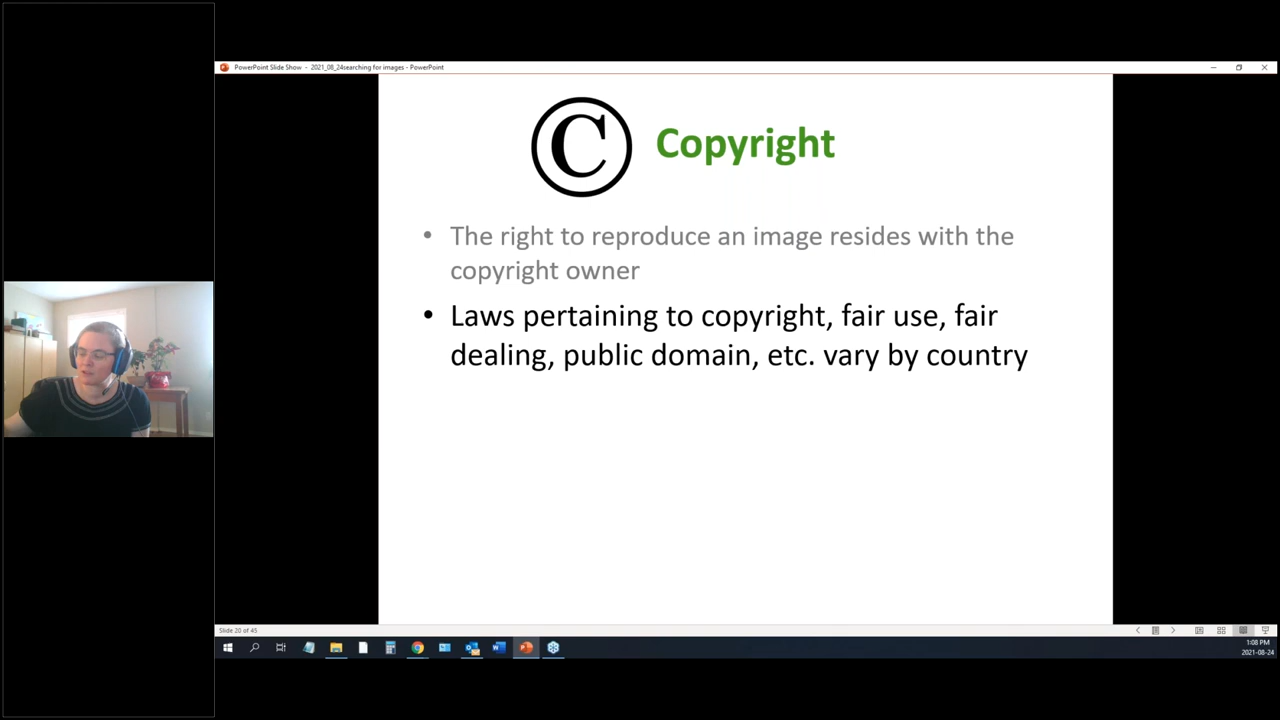 PowerPoint Slide Show - 2021_08_24searching for images - PowerPoint
© Copyright
• The right to reproduce an image resides with the
copyright owner
• Laws pertaining to copyright, fair use, fair
dealing, public domain, etc. vary by country
Slide 20 of 45
1:08 PM
2021-08-24